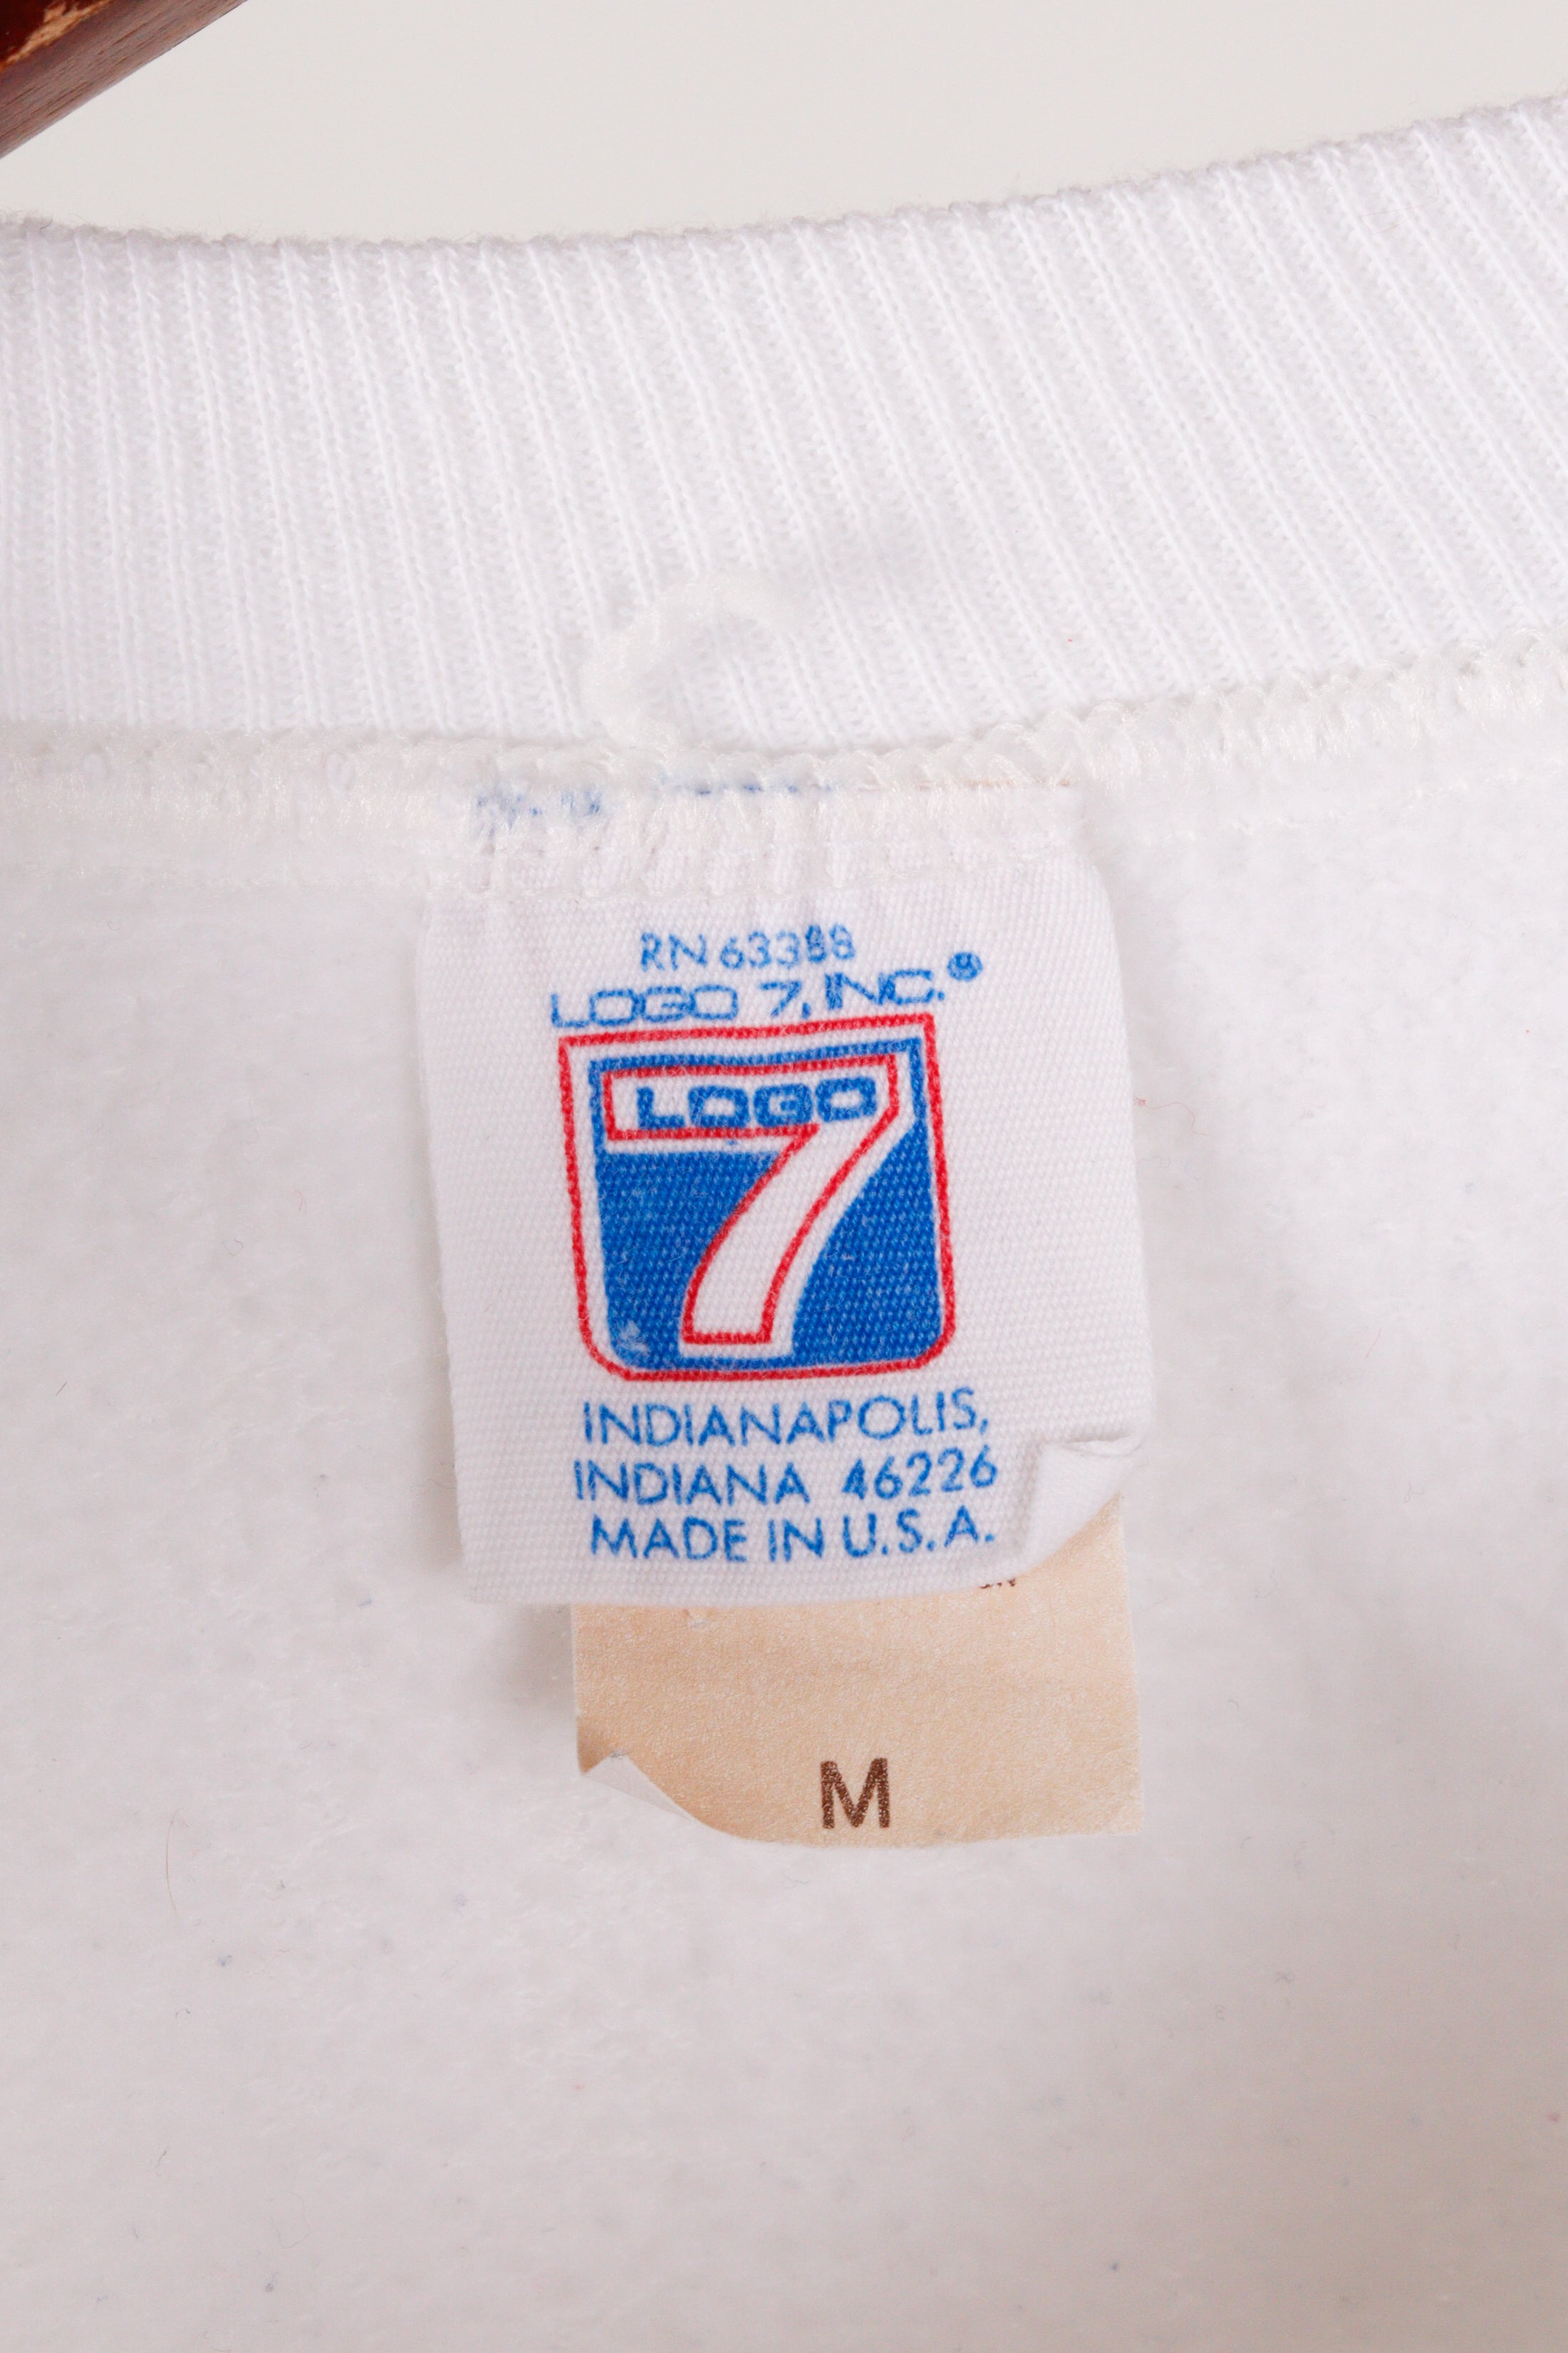 RN 63388
LOGO 7, INC.®
LOGO
7
INDIANAPOLIS,
INDIANA 46226
MADE IN U.S.A.
M